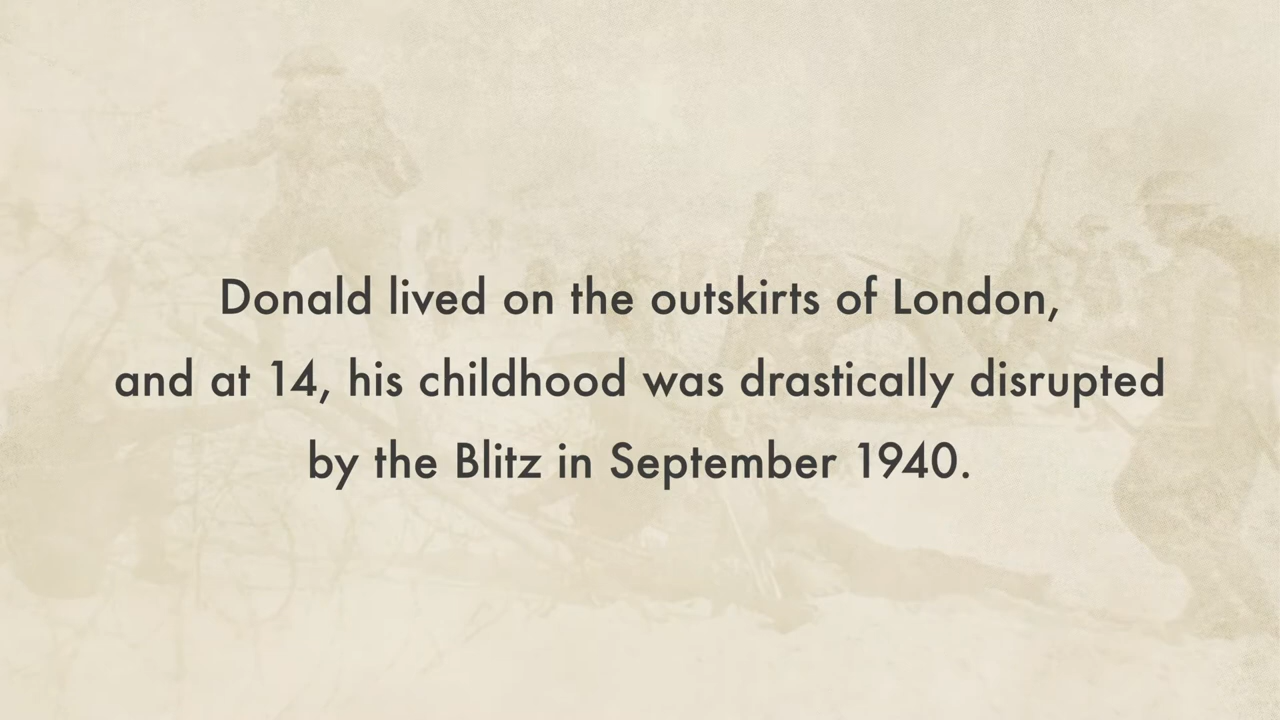 Donald lived on the outskirts of London,
and at 14, his childhood was drastically disrupted
by the Blitz in September 1940.